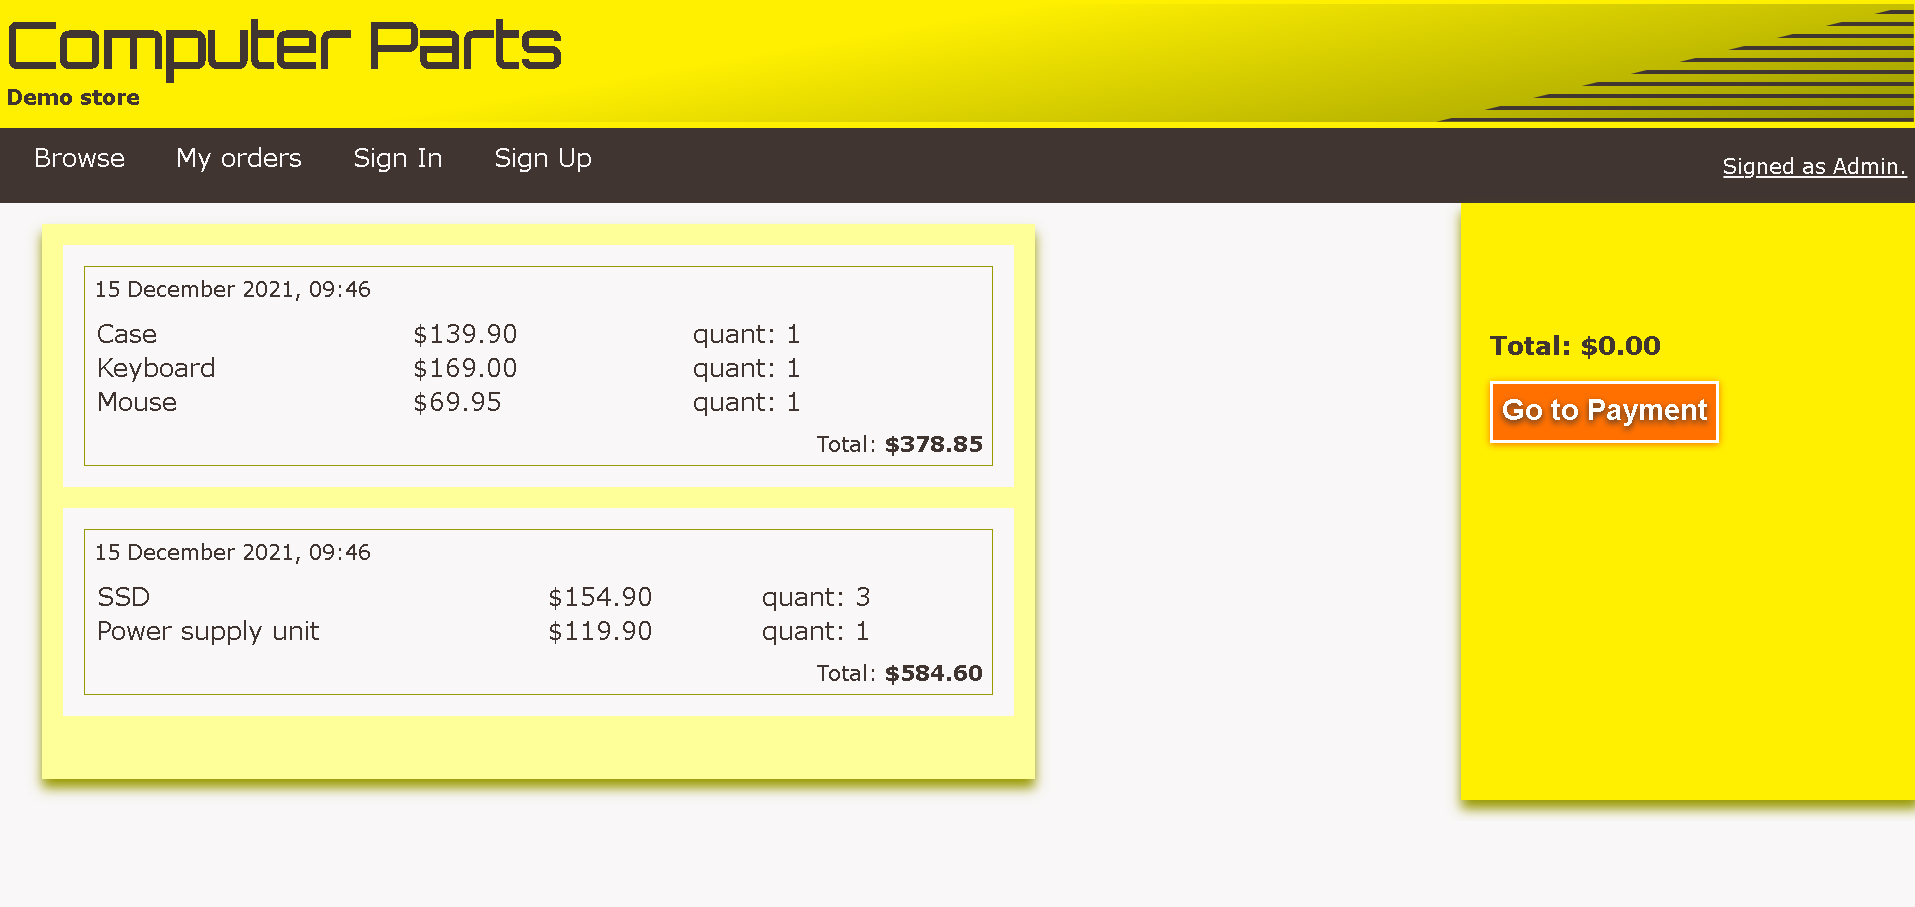 Computer Parts
Demo store
Browse My orders Sign In Sign Up
Signed as Admin.
15 December 2021, 09:46
Case $139.90 quant: 1
Keyboard $169.00 quant: 1
Mouse $69.95 quant: 1
Total: $378.85
15 December 2021, 09:46
SSD $154.90 quant: 3
Power supply unit $119.90 quant: 1
Total: $584.60
Total: $0.00
Go to Payment